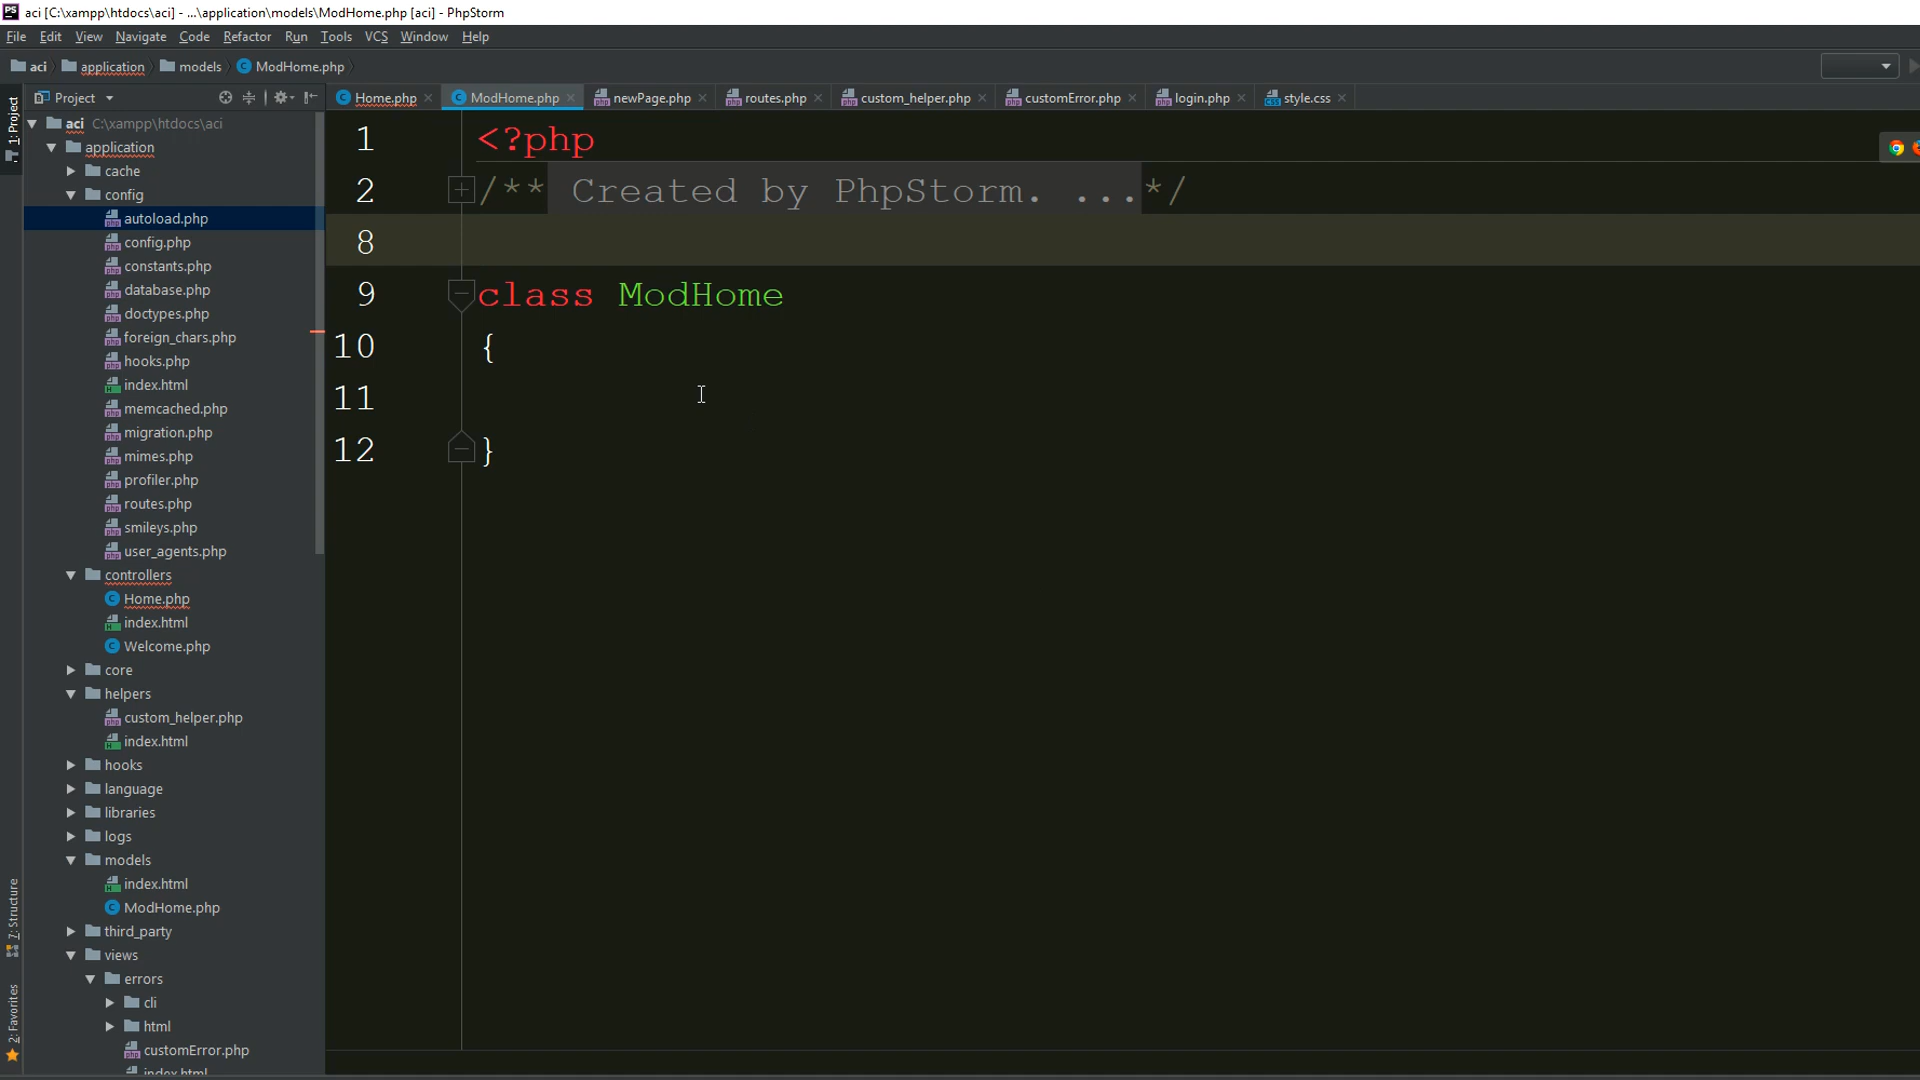 aci [C:\xampp\htdocs\aci] - ...\application\models\ModHome.php [aci] - PhpStorm
File Edit View Navigate Code Refactor Run Tools VCS Window Help
aci application models ModHome.php
Project
Home.php ModHome.php newPage.php routes.php custom_helper.php customError.php login.php style.css
1: Project
7: Structure
2: Favorites
aci C:\xampp\htdocs\aci
application
cache
config
autoload.php
config.php
constants.php
database.php
doctypes.php
foreign_chars.php
hooks.php
index.html
memcached.php
migration.php
mimes.php
profiler.php
routes.php
smileys.php
user_agents.php
controllers
Home.php
index.html
Welcome.php
core
helpers
custom_helper.php
index.html
hooks
language
libraries
logs
models
index.html
ModHome.php
third_party
views
errors
cli
html
customError.php
index.html
1 <?php
2 /** Created by PhpStorm. ...*/
8
9 class ModHome
10 {
11
12 }